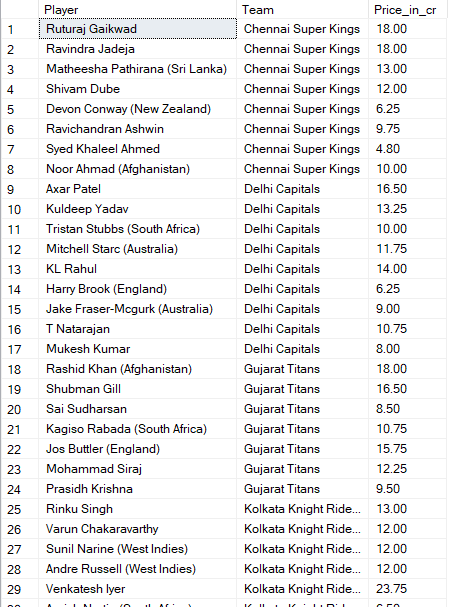 Player Team Price_in_cr
1 Ruturaj Gaikwad Chennai Super Kings 18.00
2 Ravindra Jadeja Chennai Super Kings 18.00
3 Matheesha Pathirana (Sri Lanka) Chennai Super Kings 13.00
4 Shivam Dube Chennai Super Kings 12.00
5 Devon Conway (New Zealand) Chennai Super Kings 6.25
6 Ravichandran Ashwin Chennai Super Kings 9.75
7 Syed Khaleel Ahmed Chennai Super Kings 4.80
8 Noor Ahmad (Afghanistan) Chennai Super Kings 10.00
9 Axar Patel Delhi Capitals 16.50
10 Kuldeep Yadav Delhi Capitals 13.25
11 Tristan Stubbs (South Africa) Delhi Capitals 10.00
12 Mitchell Starc (Australia) Delhi Capitals 11.75
13 KL Rahul Delhi Capitals 14.00
14 Harry Brook (England) Delhi Capitals 6.25
15 Jake Fraser-Mcgurk (Australia) Delhi Capitals 9.00
16 T Natarajan Delhi Capitals 10.75
17 Mukesh Kumar Delhi Capitals 8.00
18 Rashid Khan (Afghanistan) Gujarat Titans 18.00
19 Shubman Gill Gujarat Titans 16.50
20 Sai Sudharsan Gujarat Titans 8.50
21 Kagiso Rabada (South Africa) Gujarat Titans 10.75
22 Jos Buttler (England) Gujarat Titans 15.75
23 Mohammad Siraj Gujarat Titans 12.25
24 Prasidh Krishna Gujarat Titans 9.50
25 Rinku Singh Kolkata Knight Ride... 13.00
26 Varun Chakaravarthy Kolkata Knight Ride... 12.00
27 Sunil Narine (West Indies) Kolkata Knight Ride... 12.00
28 Andre Russell (West Indies) Kolkata Knight Ride... 12.00
29 Venkatesh Iyer Kolkata Knight Ride... 23.75